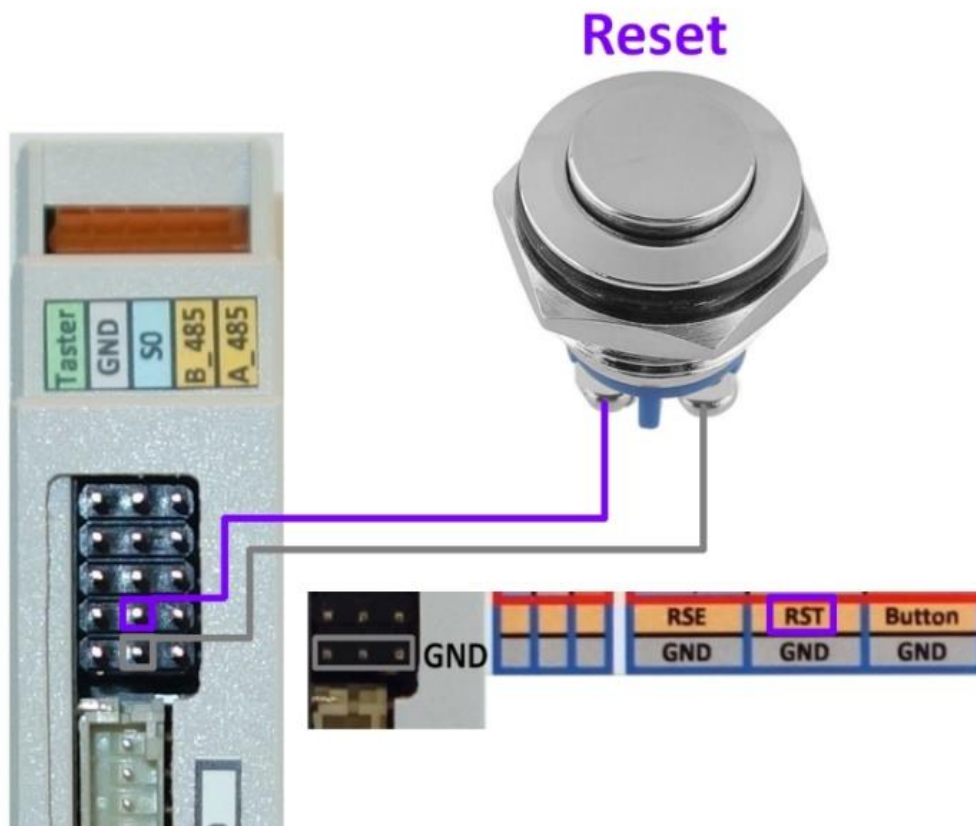 Reset
Taster
GND
S0
B_485
A_485
GND
RSE RST Button
GND GND GND